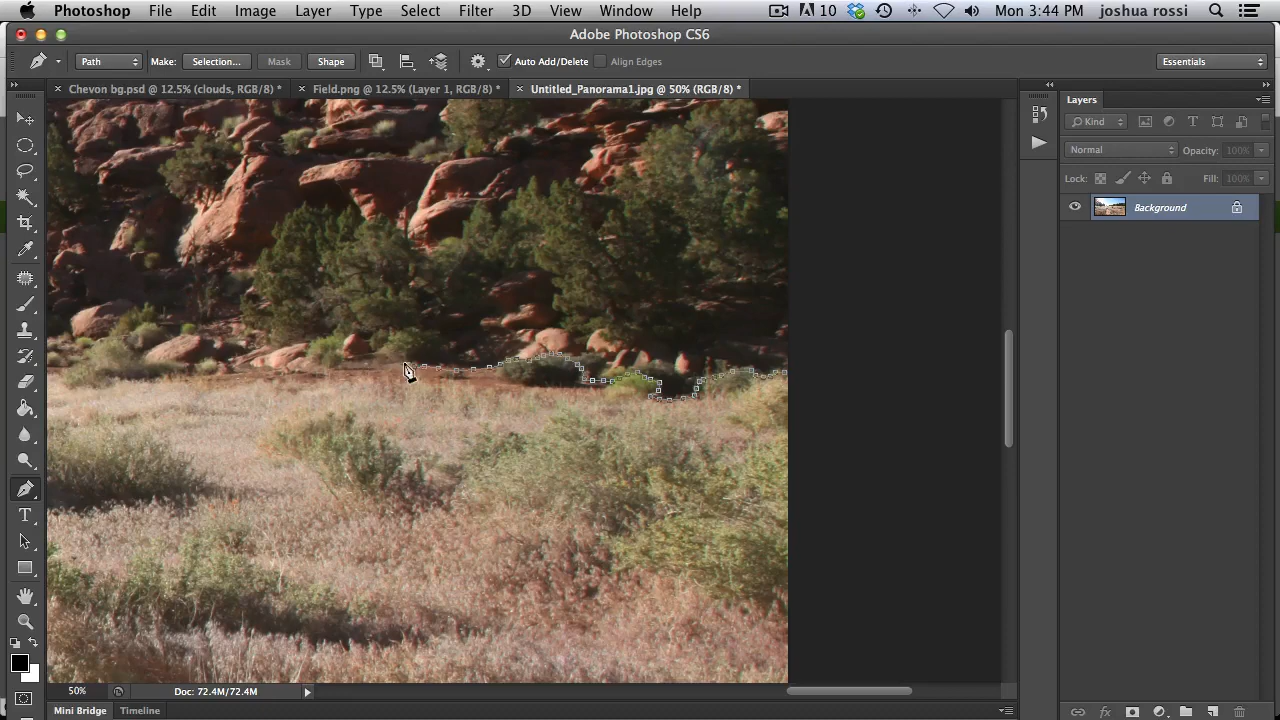 Photoshop File Edit Image Layer Type Select Filter 3D View Window Help 10 Mon 3:44 PM joshua rossi
Adobe Photoshop CS6
Path Make: Selection... Mask Shape Auto Add/Delete Align Edges Essentials
× Chevon bg.psd @ 12.5% (clouds, RGB/8) * × Field.png @ 12.5% (Layer 1, RGB/8) * × Untitled_Panorama1.jpg @ 50% (RGB/8) *
Layers
Kind
Normal Opacity: 100%
Lock: Fill: 100%
Background
50% Doc: 72.4M/72.4M
Mini Bridge Timeline